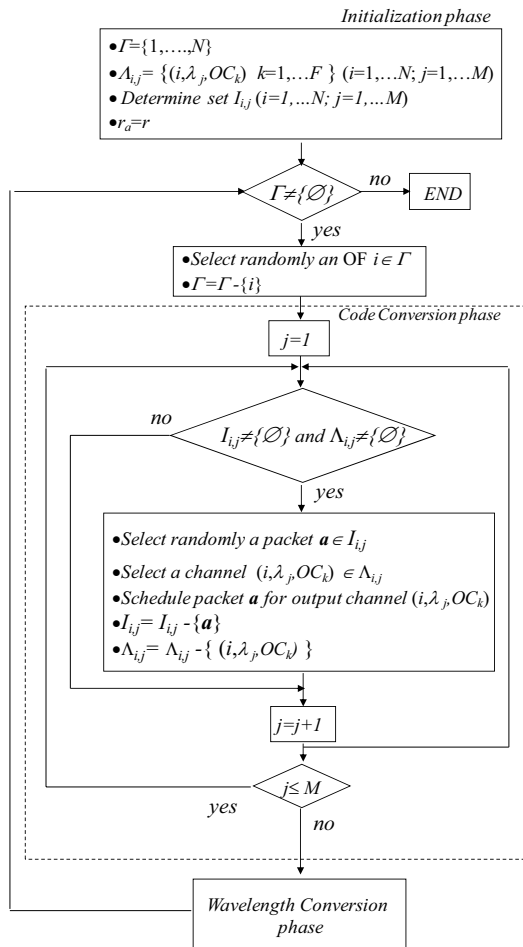 Initialization phase
•Γ={1,….,N}
•Λi,j= {(i,λj,OCk) k=1,…F} (i=1,…N; j=1,…M)
•Determine set Ii,j (i=1,...N; j=1,...M)
•ra=r
Γ≠{∅}
no
END
yes
•Select randomly an OF i∈Γ
•Γ=Γ-{i}
Code Conversion phase
j=1
no
Ii,j≠{∅} and Λi,j≠{∅}
yes
•Select randomly a packet a∈Ii,j
•Select a channel (i,λj,OCk) ∈Λi,j
•Schedule packet a for output channel (i,λj,OCk)
•Ii,j= Ii,j -{a}
•Λi,j= Λi,j -{ (i,λj,OCk) }
j=j+1
j≤ M
yes
no
Wavelength Conversion
phase